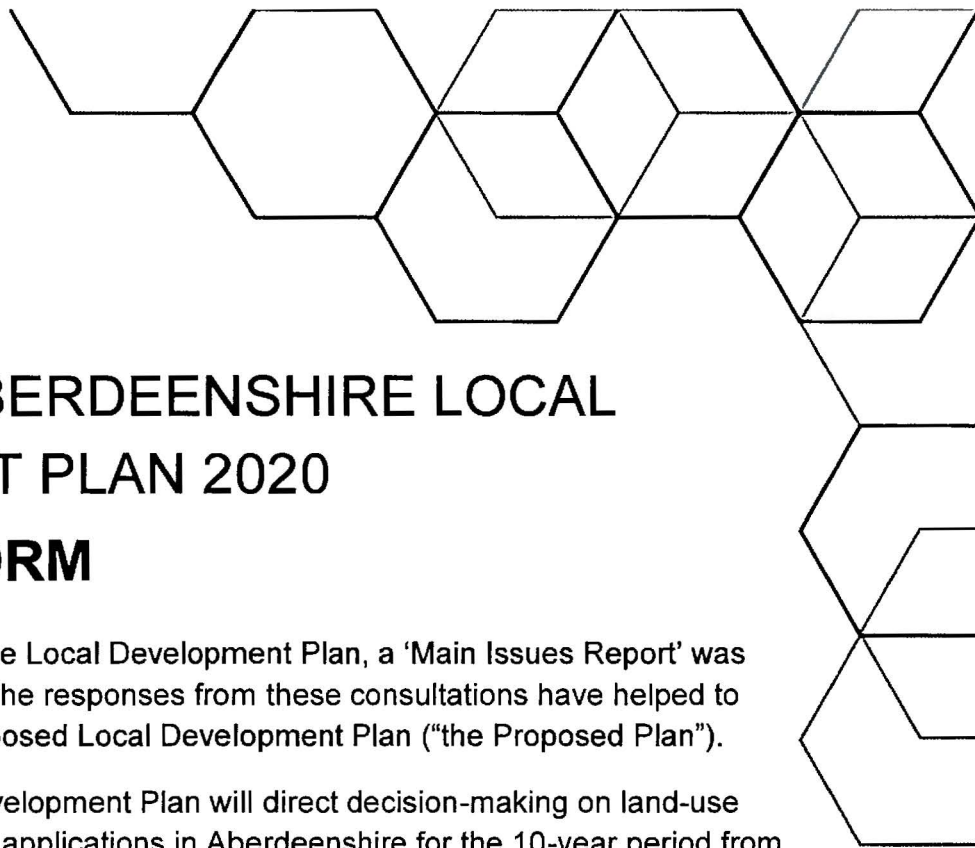 BERDEENSHIRE LOCAL
T PLAN 2020
RM
e Local Development Plan, a ‘Main Issues Report’ was
he responses from these consultations have helped to
posed Local Development Plan (“the Proposed Plan”).
velopment Plan will direct decision-making on land-use
applications in Aberdeenshire for the 10-year period from